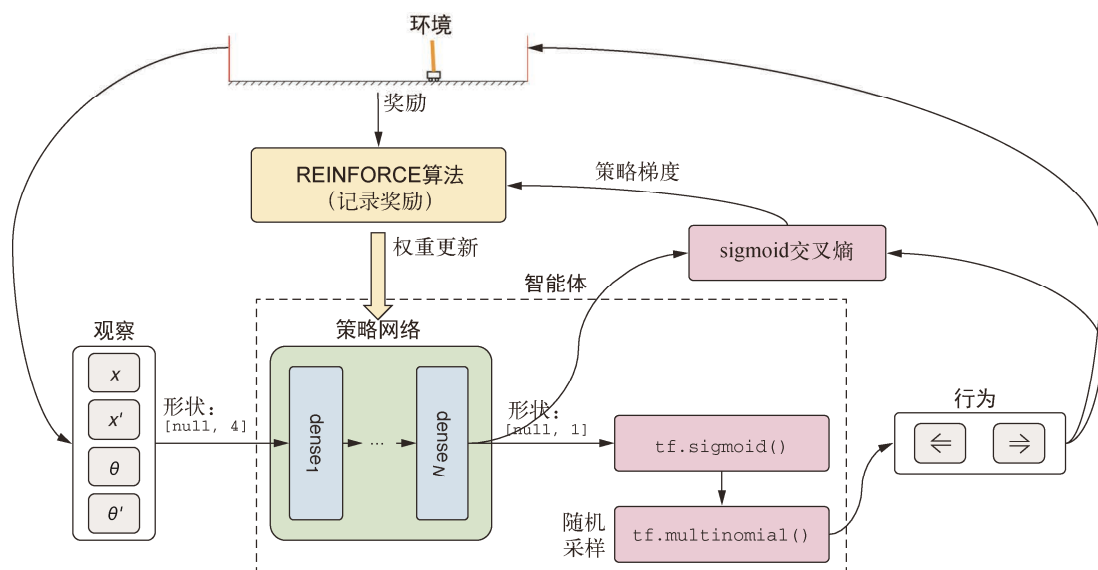 环境
奖励
REINFORCE算法
（记录奖励）
策略梯度
sigmoid交叉熵
权重更新
智能体
观察
x
x'
θ
θ'
形状：
[null, 4]
策略网络
dense1
...
dense N
形状：
[null, 1]
tf.sigmoid()
随机
采样
tf.multinomial()
行为
⇐
⇒